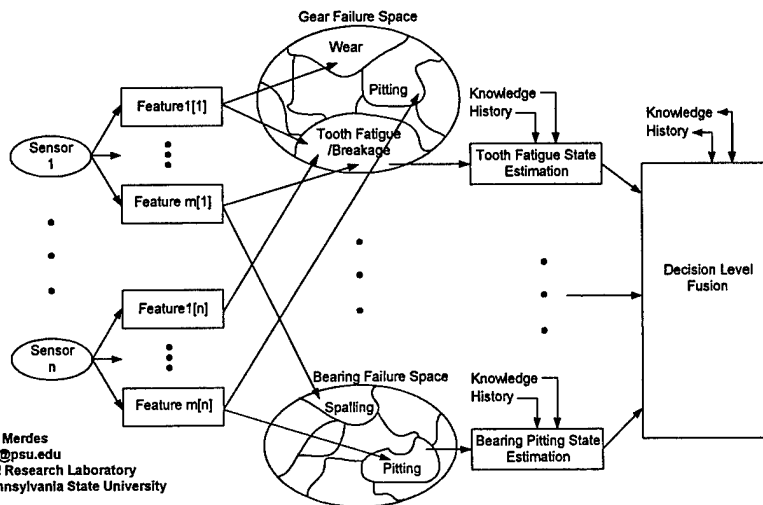 Gear Failure Space
Wear
Pitting
Tooth Fatigue
/Breakage
Feature1[1]
Sensor
1
Feature m[1]
Knowledge
History
Tooth Fatigue State
Estimation
Knowledge
History
Decision Level
Fusion
Feature1[n]
Sensor
n
Feature m[n]
Bearing Failure Space
Spalling
Pitting
Knowledge
History
Bearing Pitting State
Estimation
Merdes
@psu.edu
Research Laboratory
nnsylvania State University